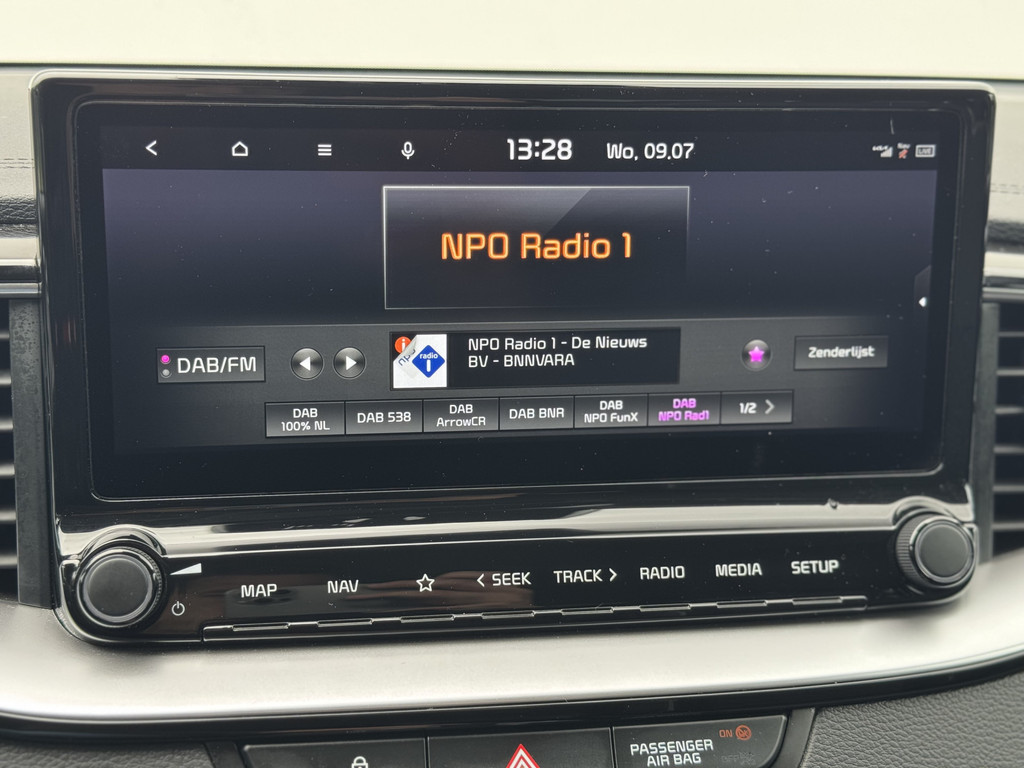 13:28 Wo, 09.07
NPO Radio 1
DAB/FM
npo
radio
1
NPO Radio 1 - De Nieuws
BV - BNNVARA
Zenderlijst
DAB
100% NL
DAB 538
DAB
ArrowCR
DAB BNR
DAB
NPO FunX
DAB
NPO Rad1
1/2
MAP
NAV
SEEK
TRACK
RADIO
MEDIA
SETUP
PASSENGER
AIR BAG
ON